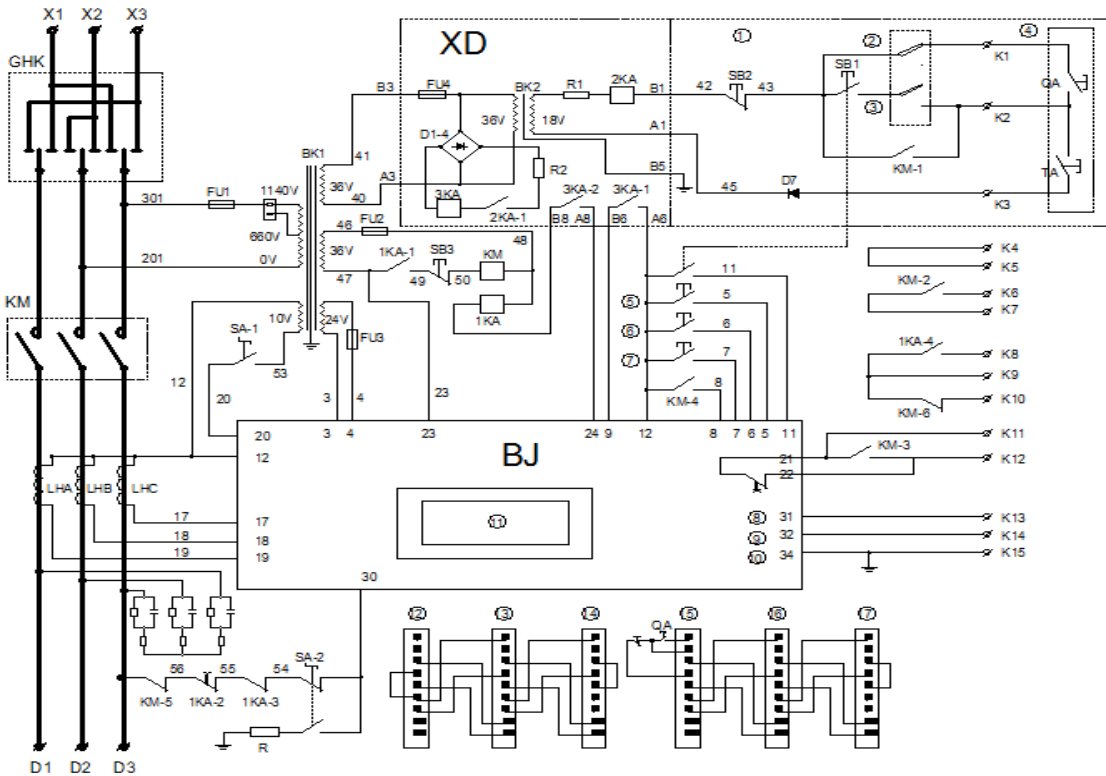 X1 X2 X3
GHK
XD
①
②
③
④
SB1
K1
QA
K2
TA
K3
B3
FU4
BK2
R1
2KA
B1
42
SB2
43
36V
18V
A1
D1-4
R2
B5
KM-1
45
D7
41
BK1
36V
40
A3
3KA
2KA-1
3KA-2
3KA-1
B8 A8
B6
A6
301
FU1
1140V
660V
0V
201
46
FU2
48
36V
47
1KA-1
SB3
KM
49
50
1KA
KM
10V
24V
FU3
SA-1
53
12
20
3
4
23
11
⑤
5
⑥
6
⑦
7
8
KM-4
K4
K5
KM-2
K6
K7
1KA-4
K8
K9
K10
KM-6
K11
KM-3
K12
20
3 4
23
24 9
12
8 7 6 5 11
12
BJ
21
22
LHA LHB LHC
17
17
18
18
19
19
⑪
⑧ 31
K13
⑨ 32
K14
⑩ 34
K15
30
56
55
54
SA-2
KM-5
1KA-2
1KA-3
R
⑫ ⑬ ⑭
QA
⑮ ⑯ ⑰
D1 D2 D3